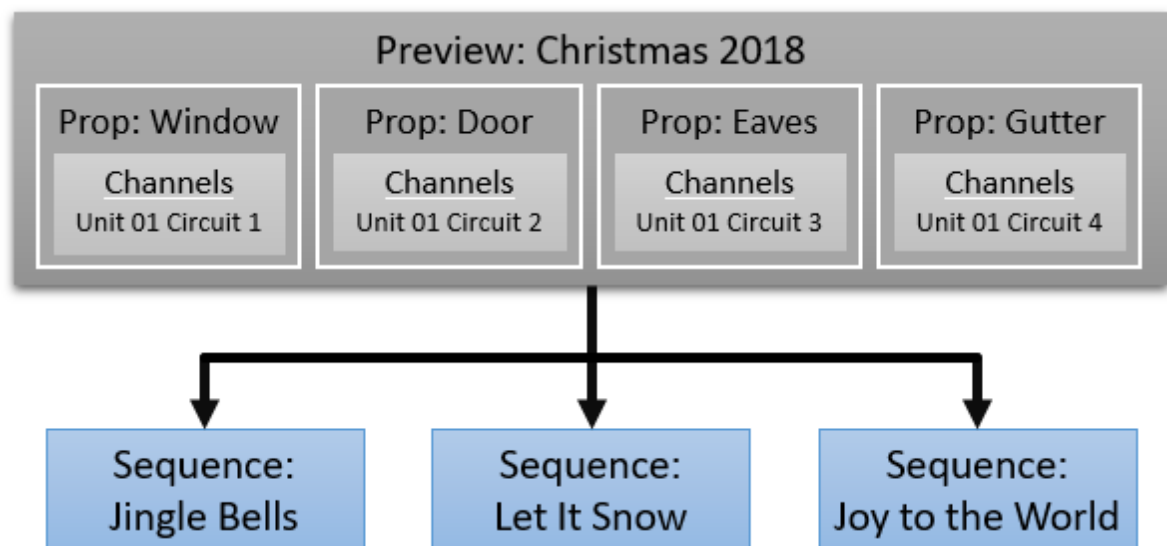 Preview: Christmas 2018
Prop: Window
Channels
Unit 01 Circuit 1
Prop: Door
Channels
Unit 01 Circuit 2
Prop: Eaves
Channels
Unit 01 Circuit 3
Prop: Gutter
Channels
Unit 01 Circuit 4
Sequence:
Jingle Bells
Sequence:
Let It Snow
Sequence:
Joy to the World